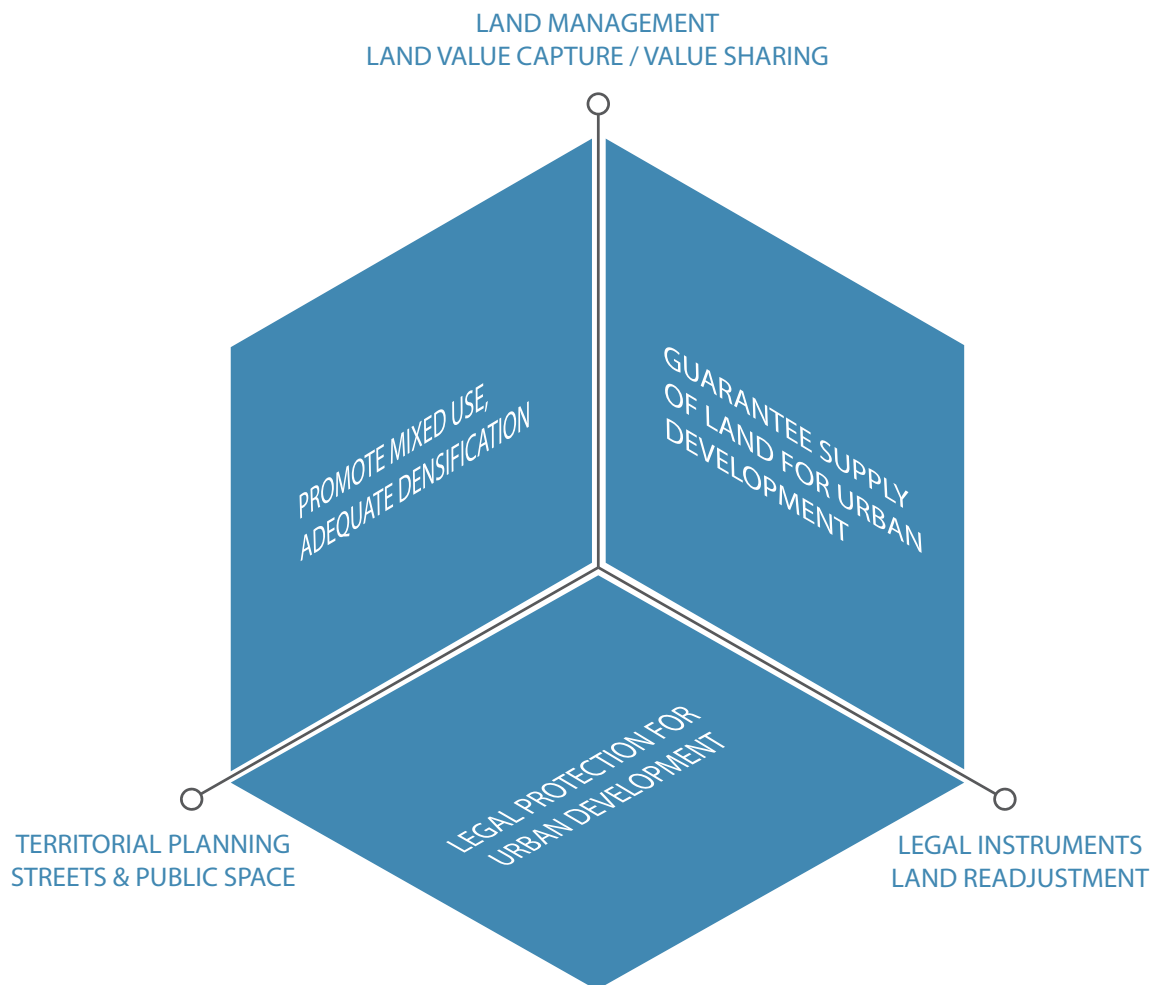 LAND MANAGEMENT
LAND VALUE CAPTURE / VALUE SHARING
PROMOTE MIXED USE,
ADEQUATE DENSIFICATION
GUARANTEE SUPPLY
OF LAND FOR URBAN
DEVELOPMENT
LEGAL PROTECTION FOR
URBAN DEVELOPMENT
TERRITORIAL PLANNING
STREETS & PUBLIC SPACE
LEGAL INSTRUMENTS
LAND READJUSTMENT